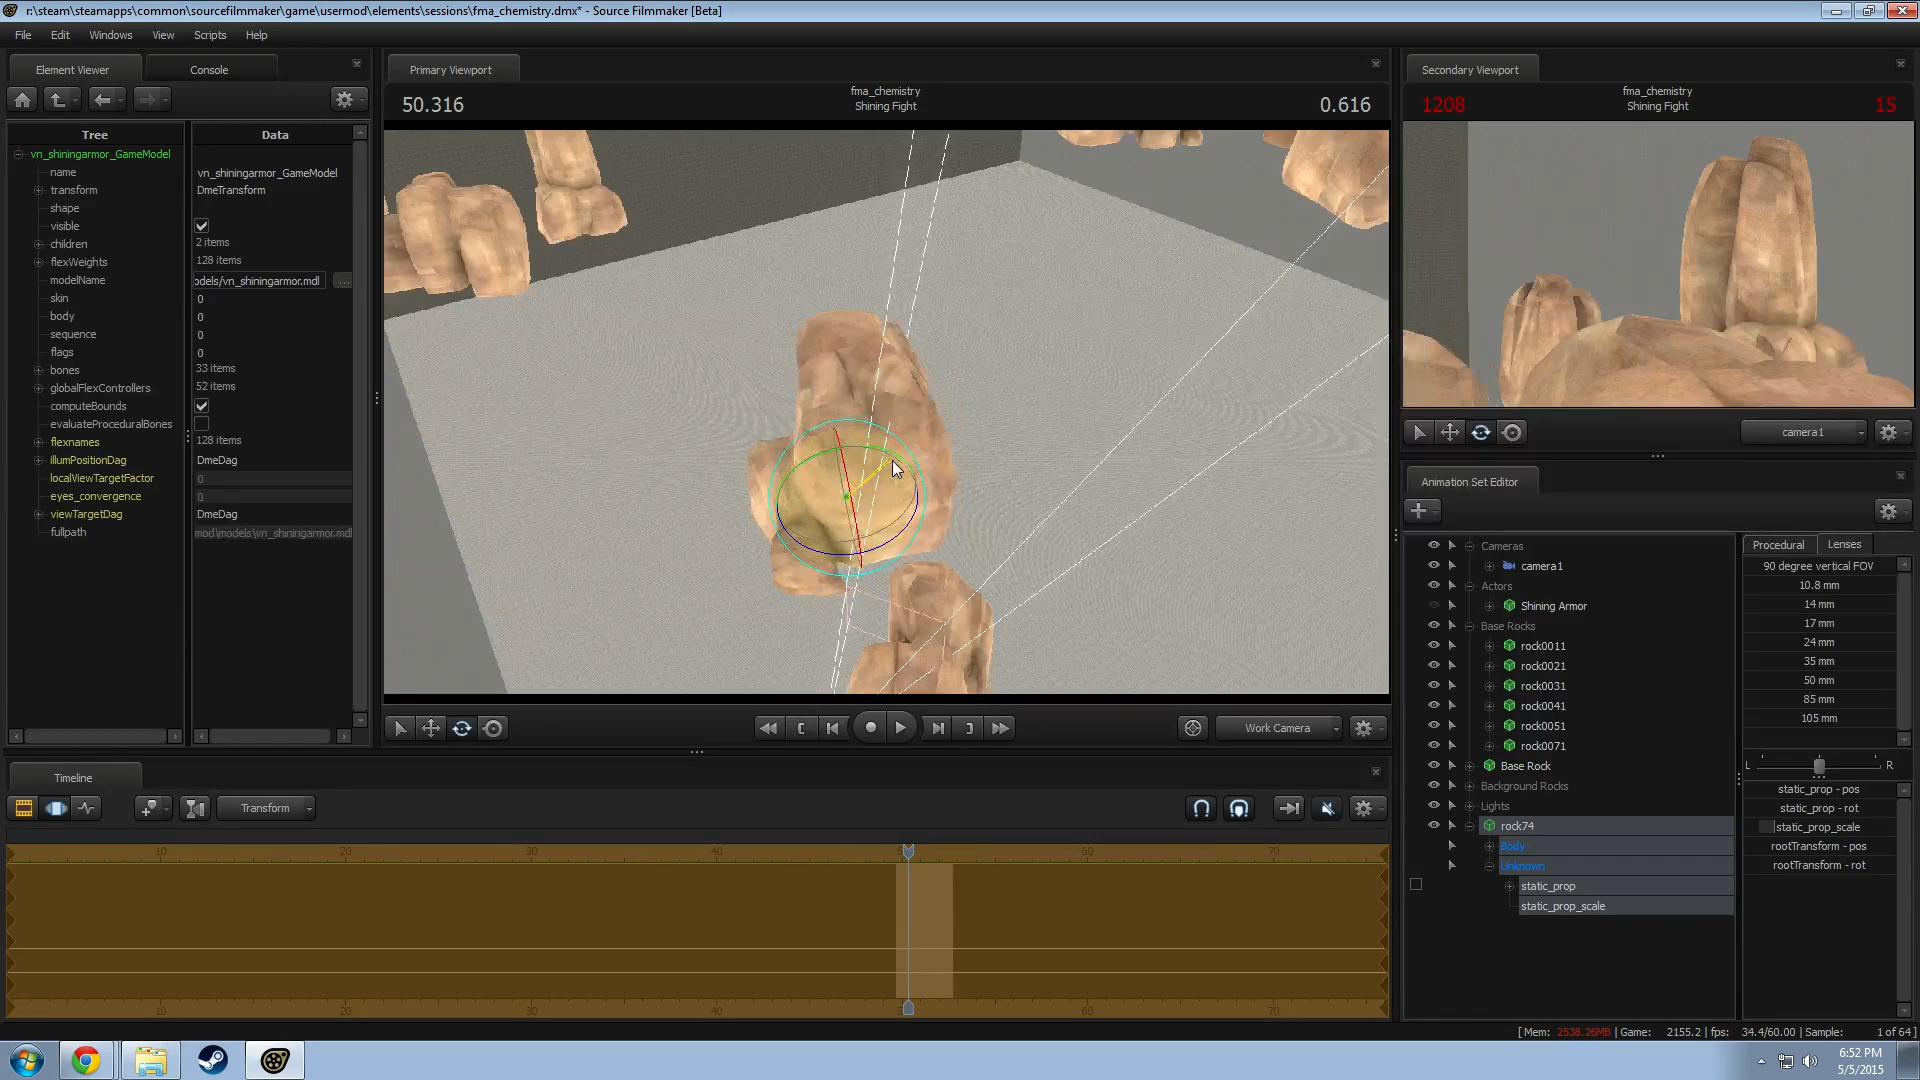 r:\steam\steamapps\common\sourcefilmmaker\game\usermod\elements\sessions\fma_chemistry.dmx* - Source Filmmaker [Beta]
File Edit Windows View Scripts Help
Element Viewer Console
Tree Data
vn_shiningarmor_GameModel
name vn_shiningarmor_GameModel
transform DmeTransform
shape
visible
children 2 items
flexWeights 128 items
modelName odels/vn_shiningarmor.mdl ...
skin 0
body 0
sequence 0
flags 0
bones 33 items
globalFlexControllers 52 items
computeBounds
evaluateProceduralBones
flexnames 128 items
illumPositionDag DmeDag
localViewTargetFactor 0
eyes_convergence 0
viewTargetDag DmeDag
fullpath mod\models\vn_shiningarmor.mdl
Primary Viewport
50.316
fma_chemistry
Shining Fight
0.616
Work Camera
Secondary Viewport
1208
fma_chemistry
Shining Fight
15
camera1
Animation Set Editor
Cameras
camera1
Actors
Shining Armor
Base Rocks
rock0011
rock0021
rock0031
rock0041
rock0051
rock0071
Base Rock
Background Rocks
Lights
rock74
Body
Unknown
static_prop
static_prop_scale
Procedural Lenses
90 degree vertical FOV
10.8 mm
14 mm
17 mm
24 mm
35 mm
50 mm
85 mm
105 mm
L R
static_prop - pos
static_prop - rot
static_prop_scale
rootTransform - pos
rootTransform - rot
Timeline
Transform
10 20 30 40 60 70
10 20 30 40 60 70
[ Mem: 2538.26MB | Game: 2155.2 | fps: 34.4/60.00 | Sample: 1 of 64 ]
6:52 PM
5/5/2015